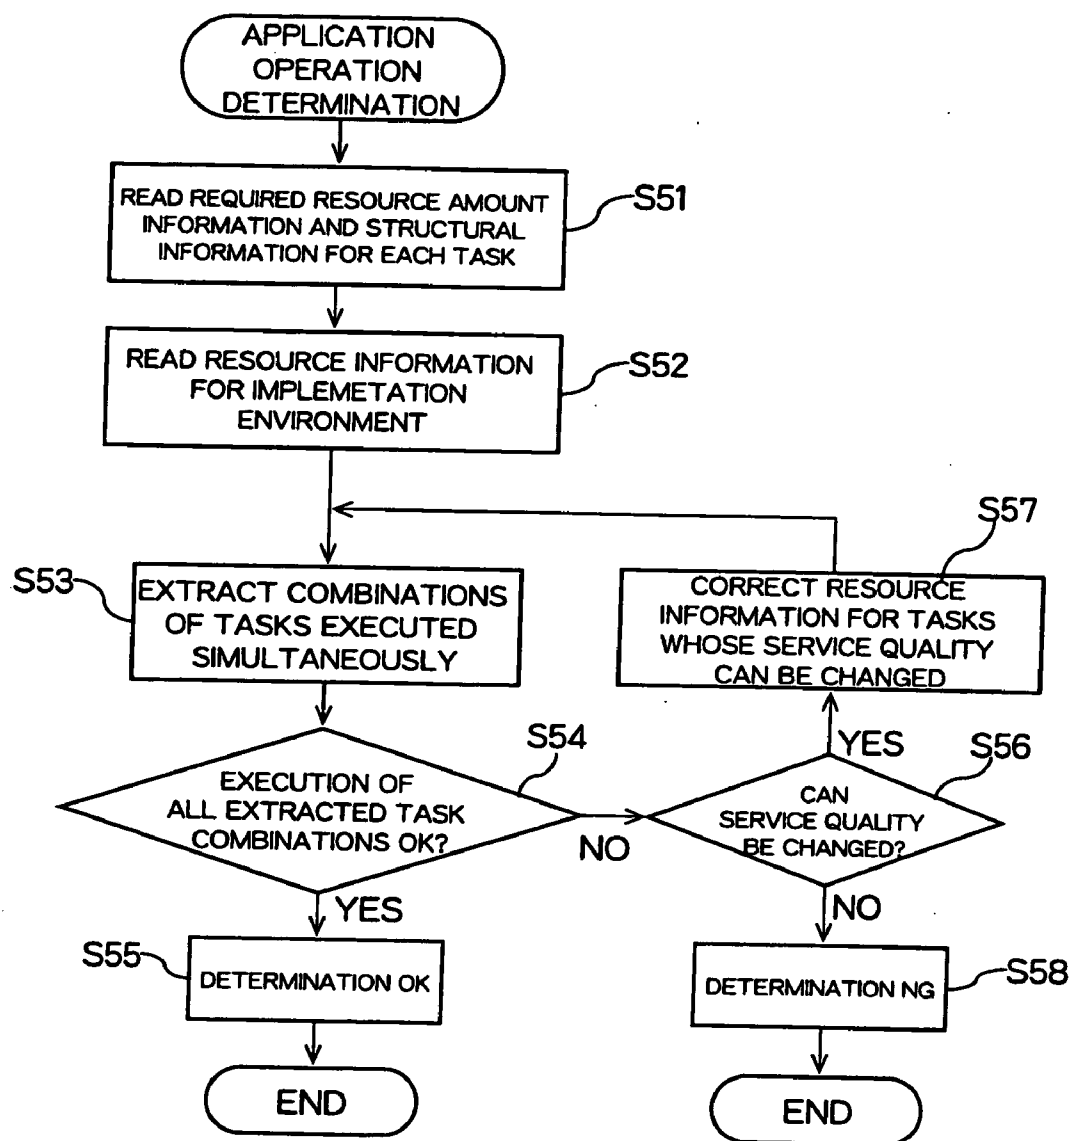 APPLICATION
OPERATION
DETERMINATION
READ REQUIRED RESOURCE AMOUNT
INFORMATION AND STRUCTURAL
INFORMATION FOR EACH TASK
S51
READ RESOURCE INFORMATION
FOR IMPLEMETATION
ENVIRONMENT
S52
S57
S53
EXTRACT COMBINATIONS
OF TASKS EXECUTED
SIMULTANEOUSLY
CORRECT RESOURCE
INFORMATION FOR TASKS
WHOSE SERVICE QUALITY
CAN BE CHANGED
S54
YES
S56
EXECUTION OF
ALL EXTRACTED TASK
COMBINATIONS OK?
NO
CAN
SERVICE QUALITY
BE CHANGED?
YES
NO
S55
DETERMINATION OK
DETERMINATION NG
S58
END
END